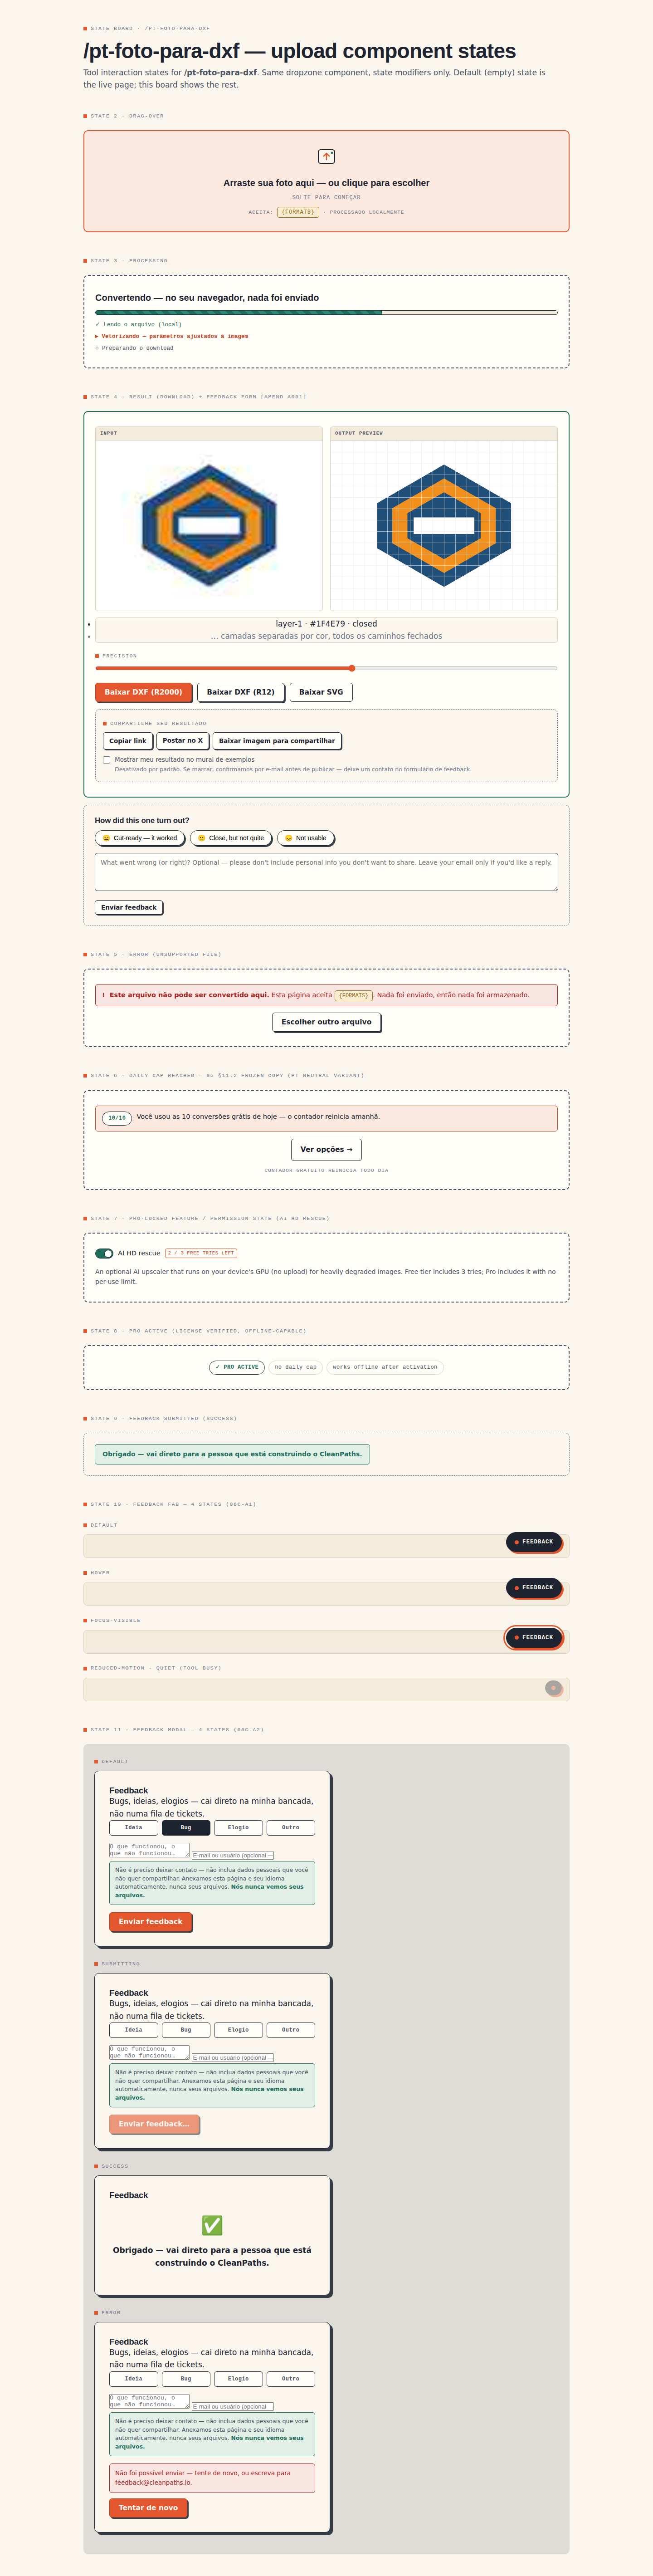 STATE BOARD · /PT-FOTO-PARA-DXF
/pt-foto-para-dxf — upload component states
Tool interaction states for /pt-foto-para-dxf. Same dropzone component, state modifiers only. Default (empty) state is
the live page; this board shows the rest.
STATE 2 · DRAG-OVER
Arraste sua foto aqui — ou clique para escolher
SOLTE PARA COMEÇAR
ACEITA: {FORMATS} · PROCESSADO LOCALMENTE
STATE 3 · PROCESSING
Convertendo — no seu navegador, nada foi enviado
✓ Lendo o arquivo (local)
▶ Vetorizando — parâmetros ajustados à imagem
○ Preparando o download
STATE 4 · RESULT (DOWNLOAD) + FEEDBACK FORM [AMEND A001]
INPUT
OUTPUT PREVIEW
layer-1 · #1F4E79 · closed
… camadas separadas por cor, todos os caminhos fechados
PRECISION
Baixar DXF (R2000)
Baixar DXF (R12)
Baixar SVG
COMPARTILHE SEU RESULTADO
Copiar link
Postar no X
Baixar imagem para compartilhar
Mostrar meu resultado no mural de exemplos
Desativado por padrão. Se marcar, confirmamos por e-mail antes de publicar — deixe um contato no formulário de feedback.
How did this one turn out?
😀 Cut-ready — it worked
😐 Close, but not quite
😞 Not usable
What went wrong (or right)? Optional — please don't include personal info you don't want to share. Leave your email only if you'd like a reply.
Enviar feedback
STATE 5 · ERROR (UNSUPPORTED FILE)
! Este arquivo não pode ser convertido aqui. Esta página aceita {FORMATS}. Nada foi enviado, então nada foi armazenado.
Escolher outro arquivo
STATE 6 · DAILY CAP REACHED — 05 §11.2 FROZEN COPY (PT NEUTRAL VARIANT)
10/10 Você usou as 10 conversões grátis de hoje — o contador reinicia amanhã.
Ver opções →
CONTADOR GRATUITO REINICIA TODO DIA
STATE 7 · PRO-LOCKED FEATURE / PERMISSION STATE (AI HD RESCUE)
AI HD rescue 2 / 3 FREE TRIES LEFT
An optional AI upscaler that runs on your device's GPU (no upload) for heavily degraded images. Free tier includes 3 tries; Pro includes it with no
per-use limit.
STATE 8 · PRO ACTIVE (LICENSE VERIFIED, OFFLINE-CAPABLE)
✓ PRO ACTIVE
no daily cap
works offline after activation
STATE 9 · FEEDBACK SUBMITTED (SUCCESS)
Obrigado — vai direto para a pessoa que está construindo o CleanPaths.
STATE 10 · FEEDBACK FAB — 4 STATES (06C-A1)
DEFAULT
FEEDBACK
HOVER
FEEDBACK
FOCUS-VISIBLE
FEEDBACK
REDUCED-MOTION · QUIET (TOOL BUSY)
STATE 11 · FEEDBACK MODAL — 4 STATES (06C-A2)
DEFAULT
Feedback
Bugs, ideias, elogios — cai direto na minha bancada,
não numa fila de tickets.
Ideia
Bug
Elogio
Outro
O que funcionou, o
que não funcionou…
E-mail ou usuário (opcional —
Não é preciso deixar contato — não inclua dados pessoais que você
não quer compartilhar. Anexamos esta página e seu idioma
automaticamente, nunca seus arquivos. Nós nunca vemos seus
arquivos.
Enviar feedback
SUBMITTING
Feedback
Bugs, ideias, elogios — cai direto na minha bancada,
não numa fila de tickets.
Ideia
Bug
Elogio
Outro
O que funcionou, o
que não funcionou…
E-mail ou usuário (opcional —
Não é preciso deixar contato — não inclua dados pessoais que você
não quer compartilhar. Anexamos esta página e seu idioma
automaticamente, nunca seus arquivos. Nós nunca vemos seus
arquivos.
Enviar feedback…
SUCCESS
Feedback
Obrigado — vai direto para a pessoa que está
construindo o CleanPaths.
ERROR
Feedback
Bugs, ideias, elogios — cai direto na minha bancada,
não numa fila de tickets.
Ideia
Bug
Elogio
Outro
O que funcionou, o
que não funcionou…
E-mail ou usuário (opcional —
Não é preciso deixar contato — não inclua dados pessoais que você
não quer compartilhar. Anexamos esta página e seu idioma
automaticamente, nunca seus arquivos. Nós nunca vemos seus
arquivos.
Não foi possível enviar — tente de novo, ou escreva para
feedback@cleanpaths.io.
Tentar de novo